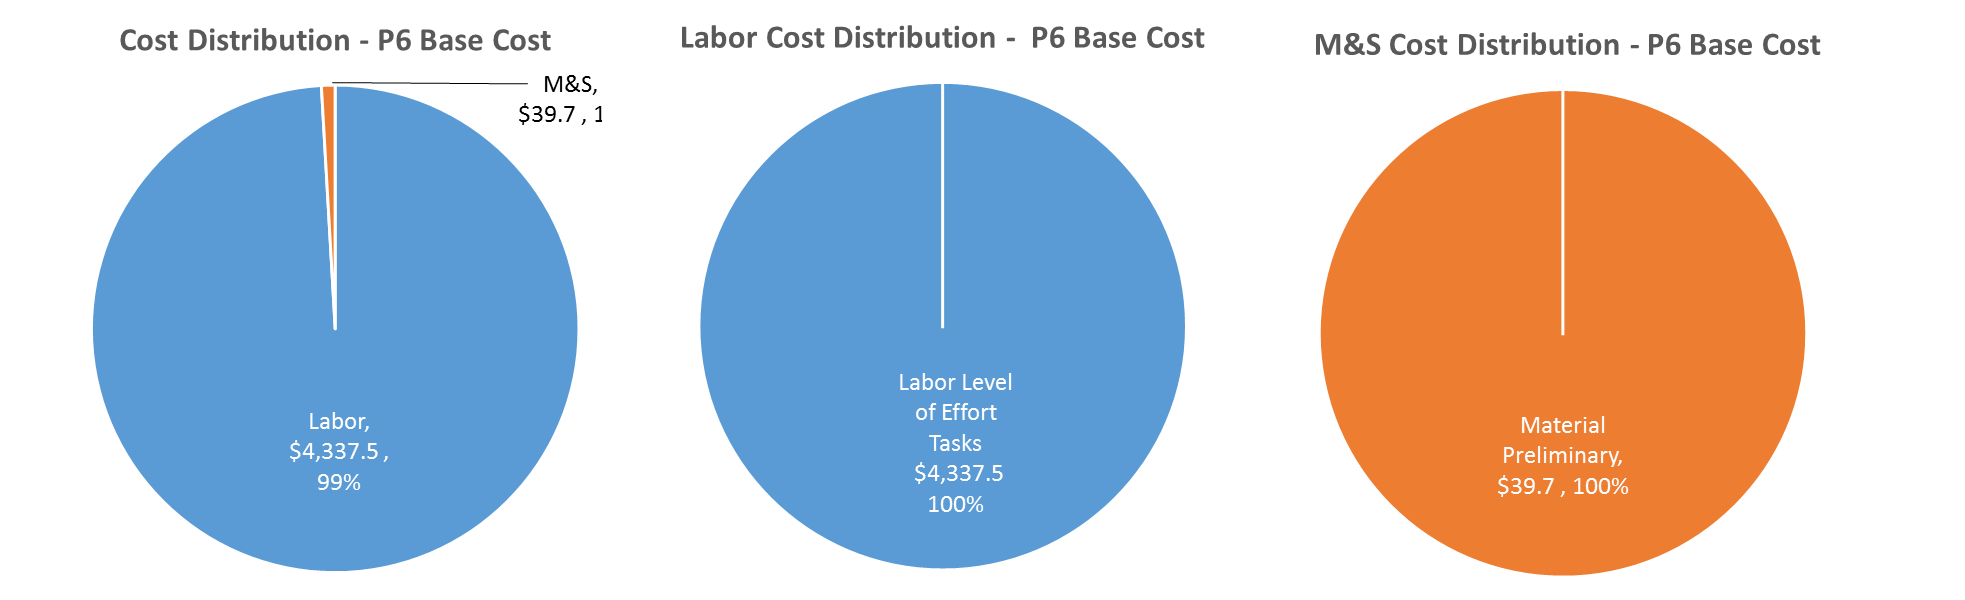 Cost Distribution - P6 Base Cost
M&S,
$39.7 , 1
Labor,
$4,337.5 ,
99%
Labor Cost Distribution -  P6 Base Cost
Labor Level
of Effort
Tasks
$4,337.5
100%
M&S Cost Distribution - P6 Base Cost
Material
Preliminary,
$39.7 , 100%